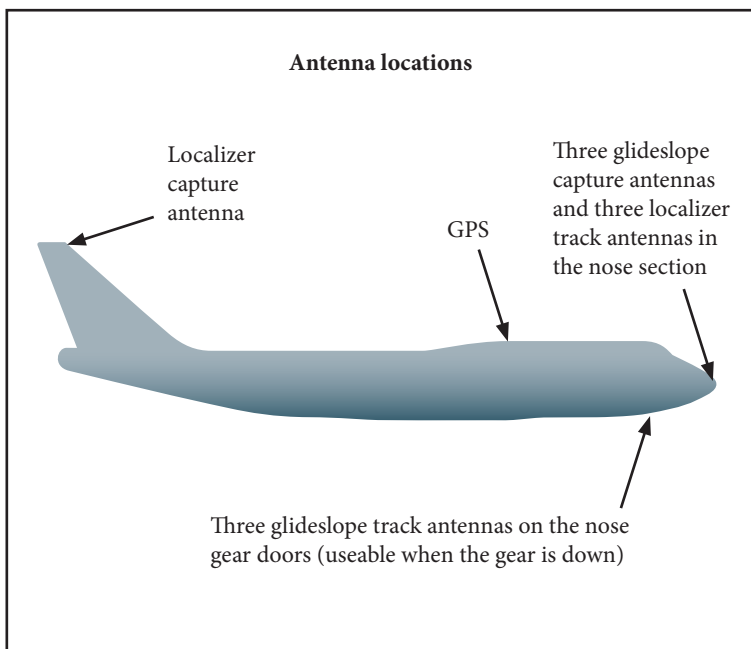 Antenna locations
Localizer
capture
antenna
GPS
Three glideslope
capture antennas
and three localizer
track antennas in
the nose section
Three glideslope track antennas on the nose
gear doors (useable when the gear is down)